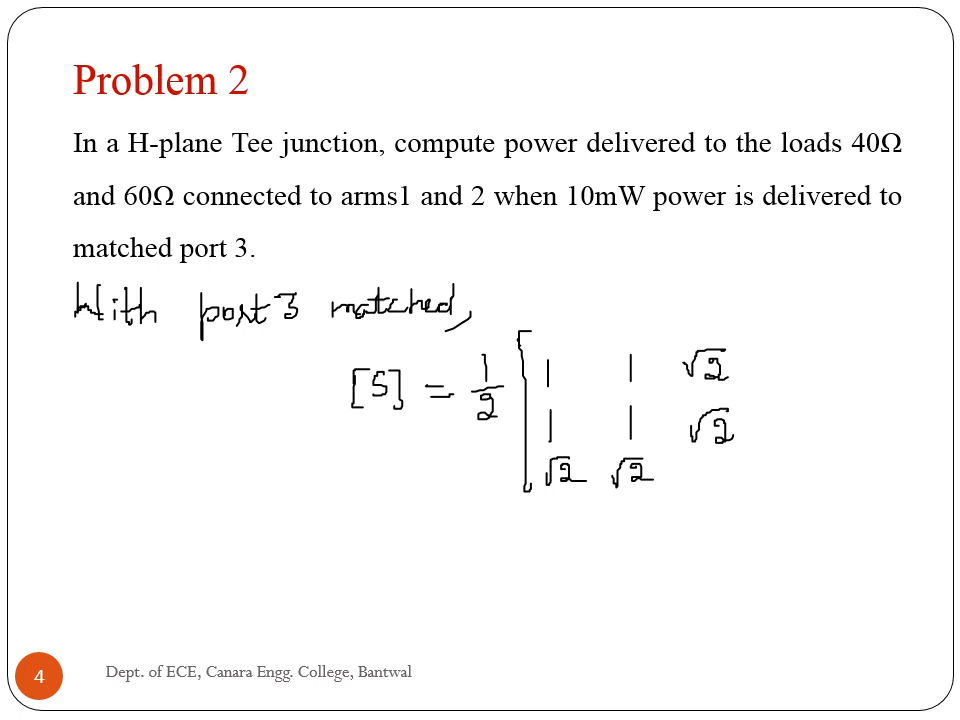 Problem 2
In a H-plane Tee junction, compute power delivered to the loads 40Ω
and 60Ω connected to arms1 and 2 when 10mW power is delivered to
matched port 3.
With port 3 matched,
[S] = 1/2 [ 1 1 √2
1 1 √2
√2 √2
4 Dept. of ECE, Canara Engg. College, Bantwal